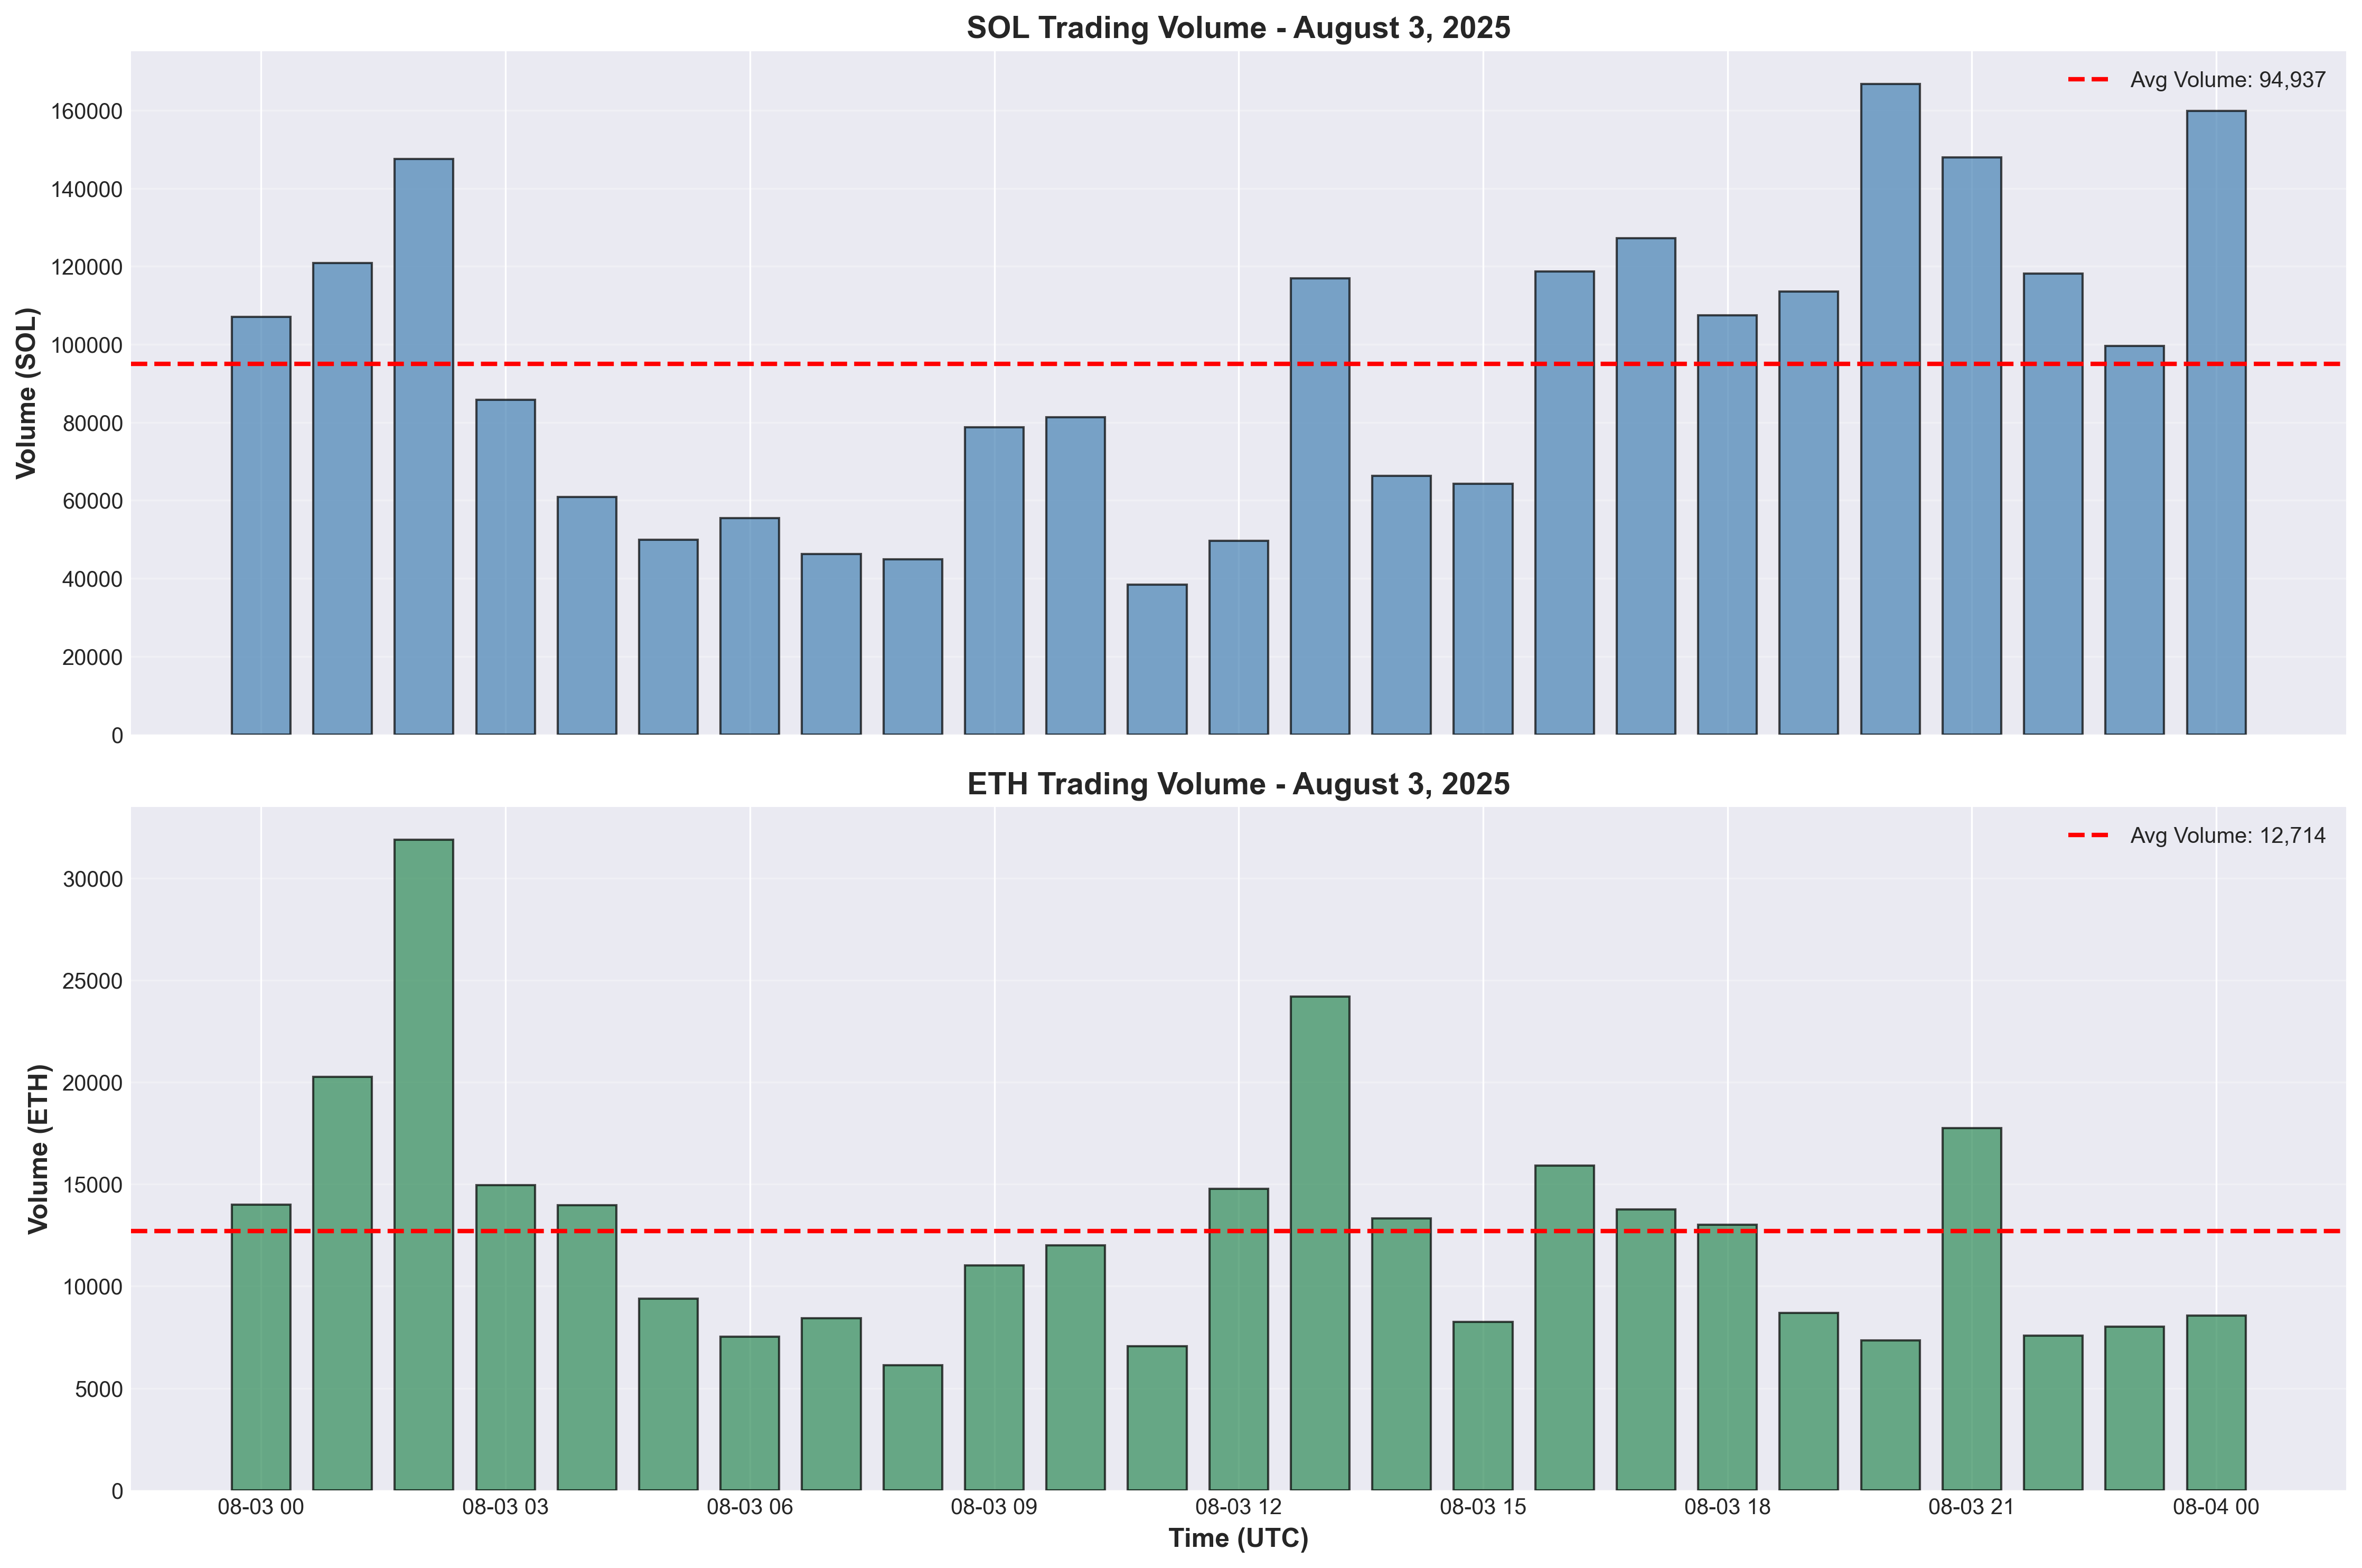 SOL Trading Volume - August 3, 2025
Avg Volume: 94,937
160000
140000
120000
100000
80000
60000
40000
20000
0
Volume (SOL)
ETH Trading Volume - August 3, 2025
Avg Volume: 12,714
30000
25000
20000
15000
10000
5000
0
Volume (ETH)
08-03 00 08-03 03 08-03 06 08-03 09 08-03 12 08-03 15 08-03 18 08-03 21 08-04 00
Time (UTC)